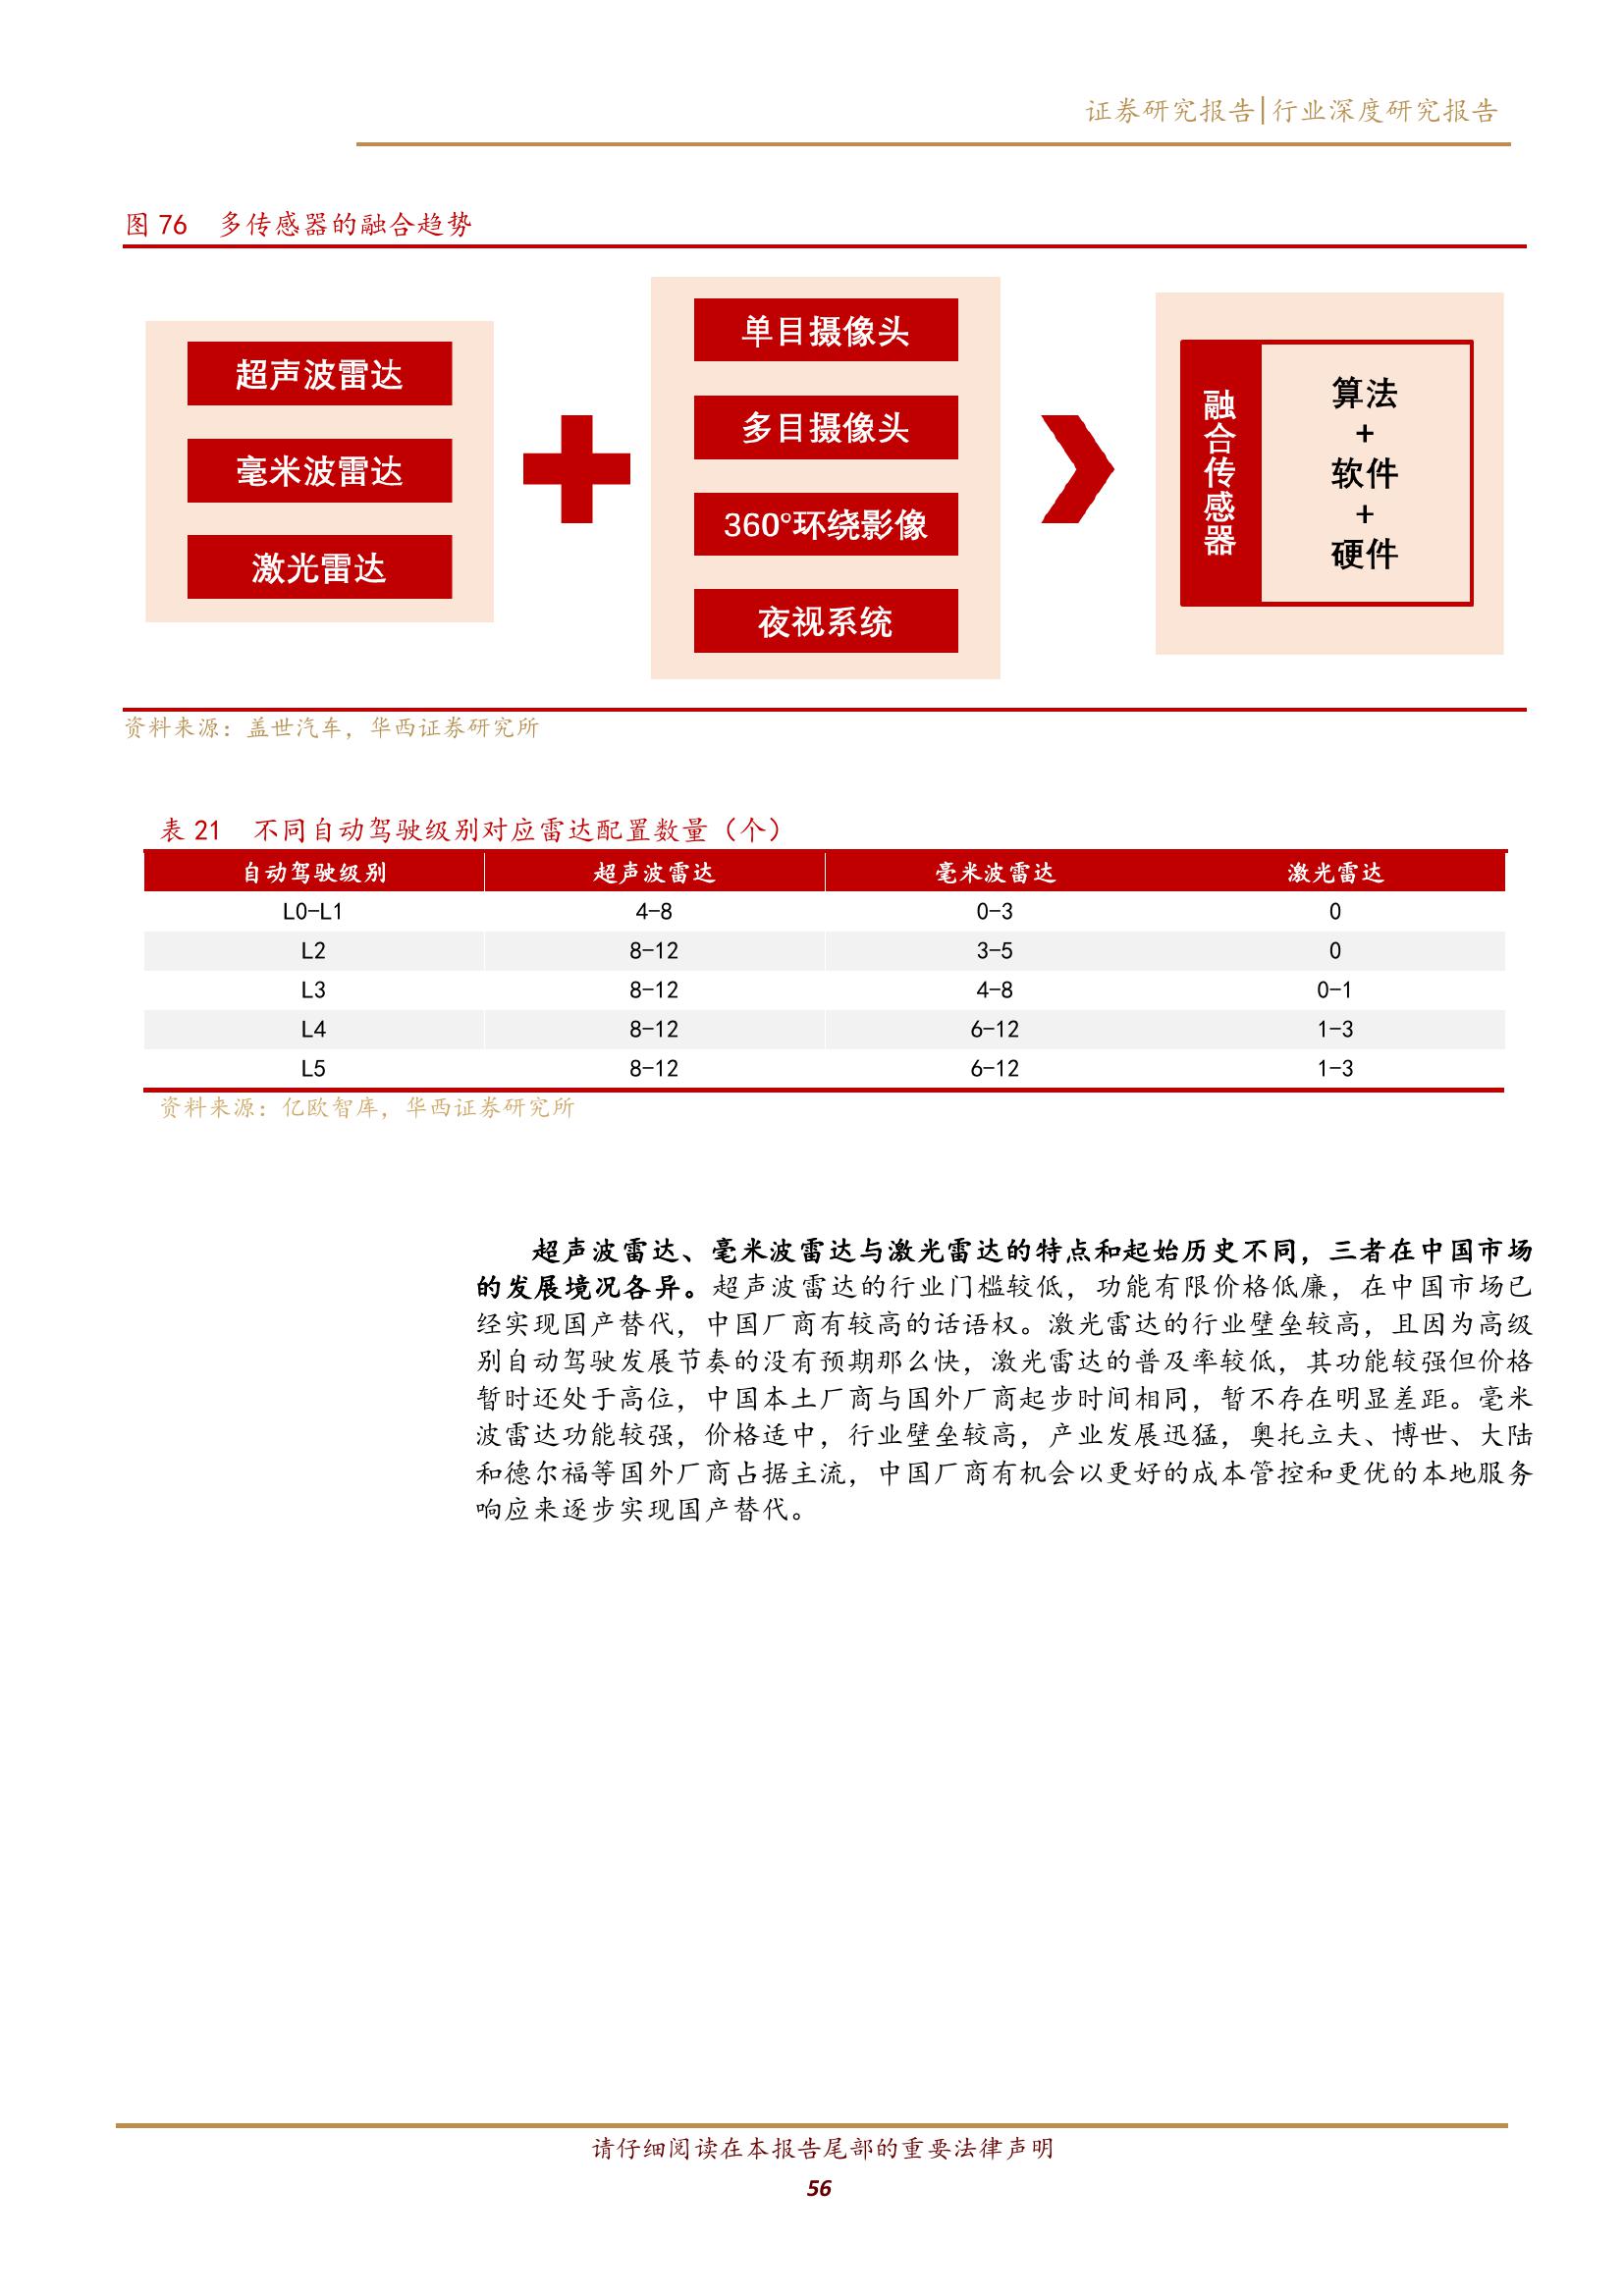 证券研究报告|行业深度研究报告
图 76 多传感器的融合趋势
超声波雷达
毫米波雷达
激光雷达
单目摄像头
多目摄像头
360°环绕影像
夜视系统
融合传感器
算法
+
软件
+
硬件
资料来源：盖世汽车，华西证券研究所
表 21 不同自动驾驶级别对应雷达配置数量（个）
自动驾驶级别 超声波雷达 毫米波雷达 激光雷达
L0-L1 4-8 0-3 0
L2 8-12 3-5 0
L3 8-12 4-8 0-1
L4 8-12 6-12 1-3
L5 8-12 6-12 1-3
资料来源：亿欧智库，华西证券研究所
超声波雷达、毫米波雷达与激光雷达的特点和起始历史不同，三者在中国市场
的发展境况各异。超声波雷达的行业门槛较低，功能有限价格低廉，在中国市场已
经实现国产替代，中国厂商有较高的话语权。激光雷达的行业壁垒较高，且因为高级
别自动驾驶发展节奏的没有预期那么快，激光雷达的普及率较低，其功能较强但价格
暂时还处于高位，中国本土厂商与国外厂商起步时间相同，暂不存在明显差距。毫米
波雷达功能较强，价格适中，行业壁垒较高，产业发展迅猛，奥托立夫、博世、大陆
和德尔福等国外厂商占据主流，中国厂商有机会以更好的成本管控和更优的本地服务
响应来逐步实现国产替代。
请仔细阅读在本报告尾部的重要法律声明
56